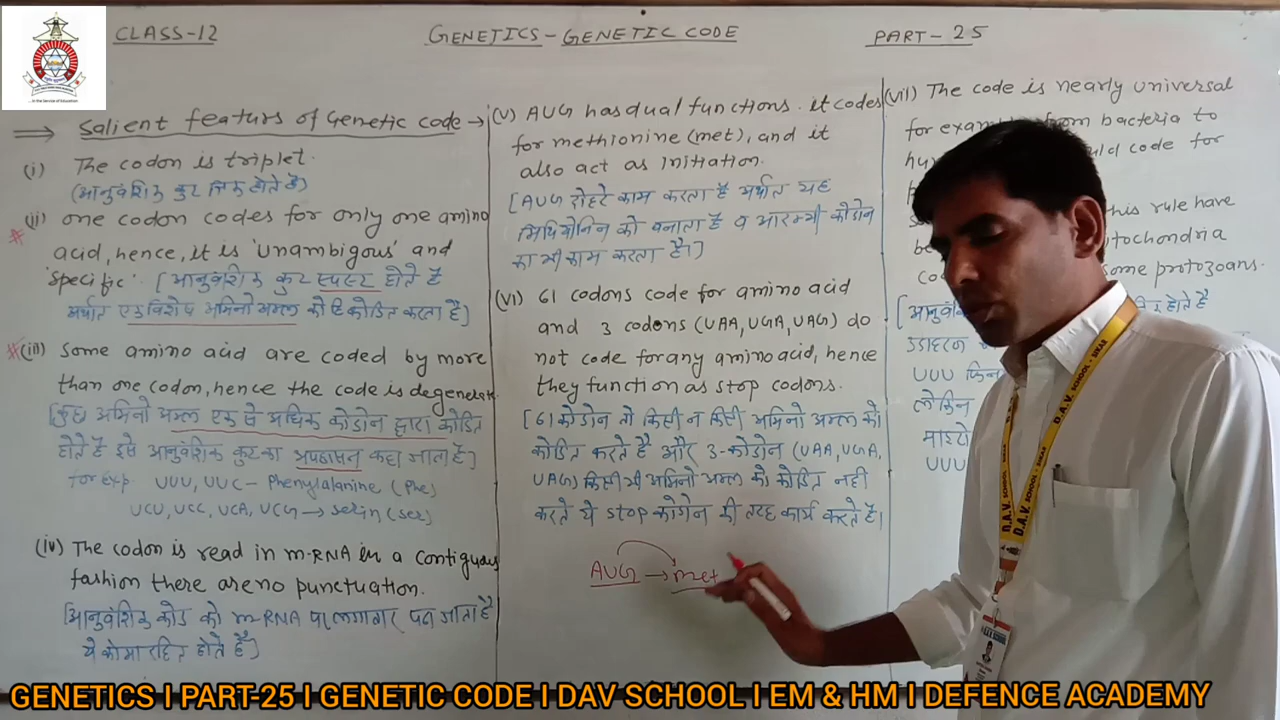 CLASS-12
GENETICS - GENETIC CODE
PART - 25
⇒ Salient featurs of Genetic code →
(i) The codon is triplet.
(आनुवंशिक कुट त्रिक होते है)
(ii) one codon codes for only one amino
acid, hence, it is 'unambigous' and
'specific'. [आनुवंशिक कुट स्पस्ट होते है
अर्थात एक विशेष अमिनो अम्ल को हि कोडित करता है]
(iii) Some amino acid are coded by more
than one codon, hence the code is degenerate.
[कुछ अमिनो अम्ल एक से अधिक कोडोन द्वारा कोडित
होते है इसे आनुवंशिक कुट का अपहासन कहा जाता है]
for exp UUU, UUC - Phenylalanine (Phe)
UCU, UCC, UCA, UCG → serin (ser)
(iv) The codon is read in m-RNA in a contiguous
fashion there are no punctuation.
[आनुवंशिक कोड को m-RNA पर लगातार पढा जाता है
ये कोमा रहित होते है]
(v) AUG has dual functions. it codes
for methionine (met), and it
also act as initiation.
[AUG दोहरे काम करता है अर्थात यह
मिथियोनिन को बनाता है व आरम्भी कोडोन
का भी काम करता है।]
(vi) 61 codons code for amino acid
and 3 codons (UAA, UGA, UAG) do
not code for any amino acid, hence
they function as stop codons.
[61 कोडोन तो किसी न किसी अमिनो अम्ल को
कोडित करते है और 3-कोडोन (UAA, UGA,
UAG) किसी भी अमिनो अम्ल को कोडित नही
करते ये stop कोडोन की तरह कार्य करते है।
AUG → met
(vii) The code is nearly universal
for from bacteria to
code for
this rule have
some protozoans.
होते है
UUU
लेकिन
UUU
D.A.V. SCHOOL - SIKAR
D.A.V. SCHOOL
GENETICS I PART-25 I GENETIC CODE I DAV SCHOOL I EM & HM I DEFENCE ACADEMY